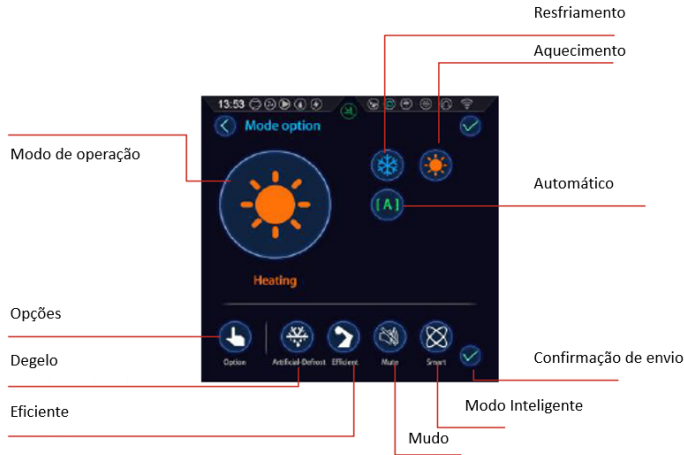 Resfriamento
Aquecimento
13:53
Mode option
Modo de operação
[A]
Automático
Heating
Opções
Degelo
Option
Artificial-Defrost
Efficient
Mute
Smart
Confirmação de envio
Eficiente
Modo Inteligente
Mudo